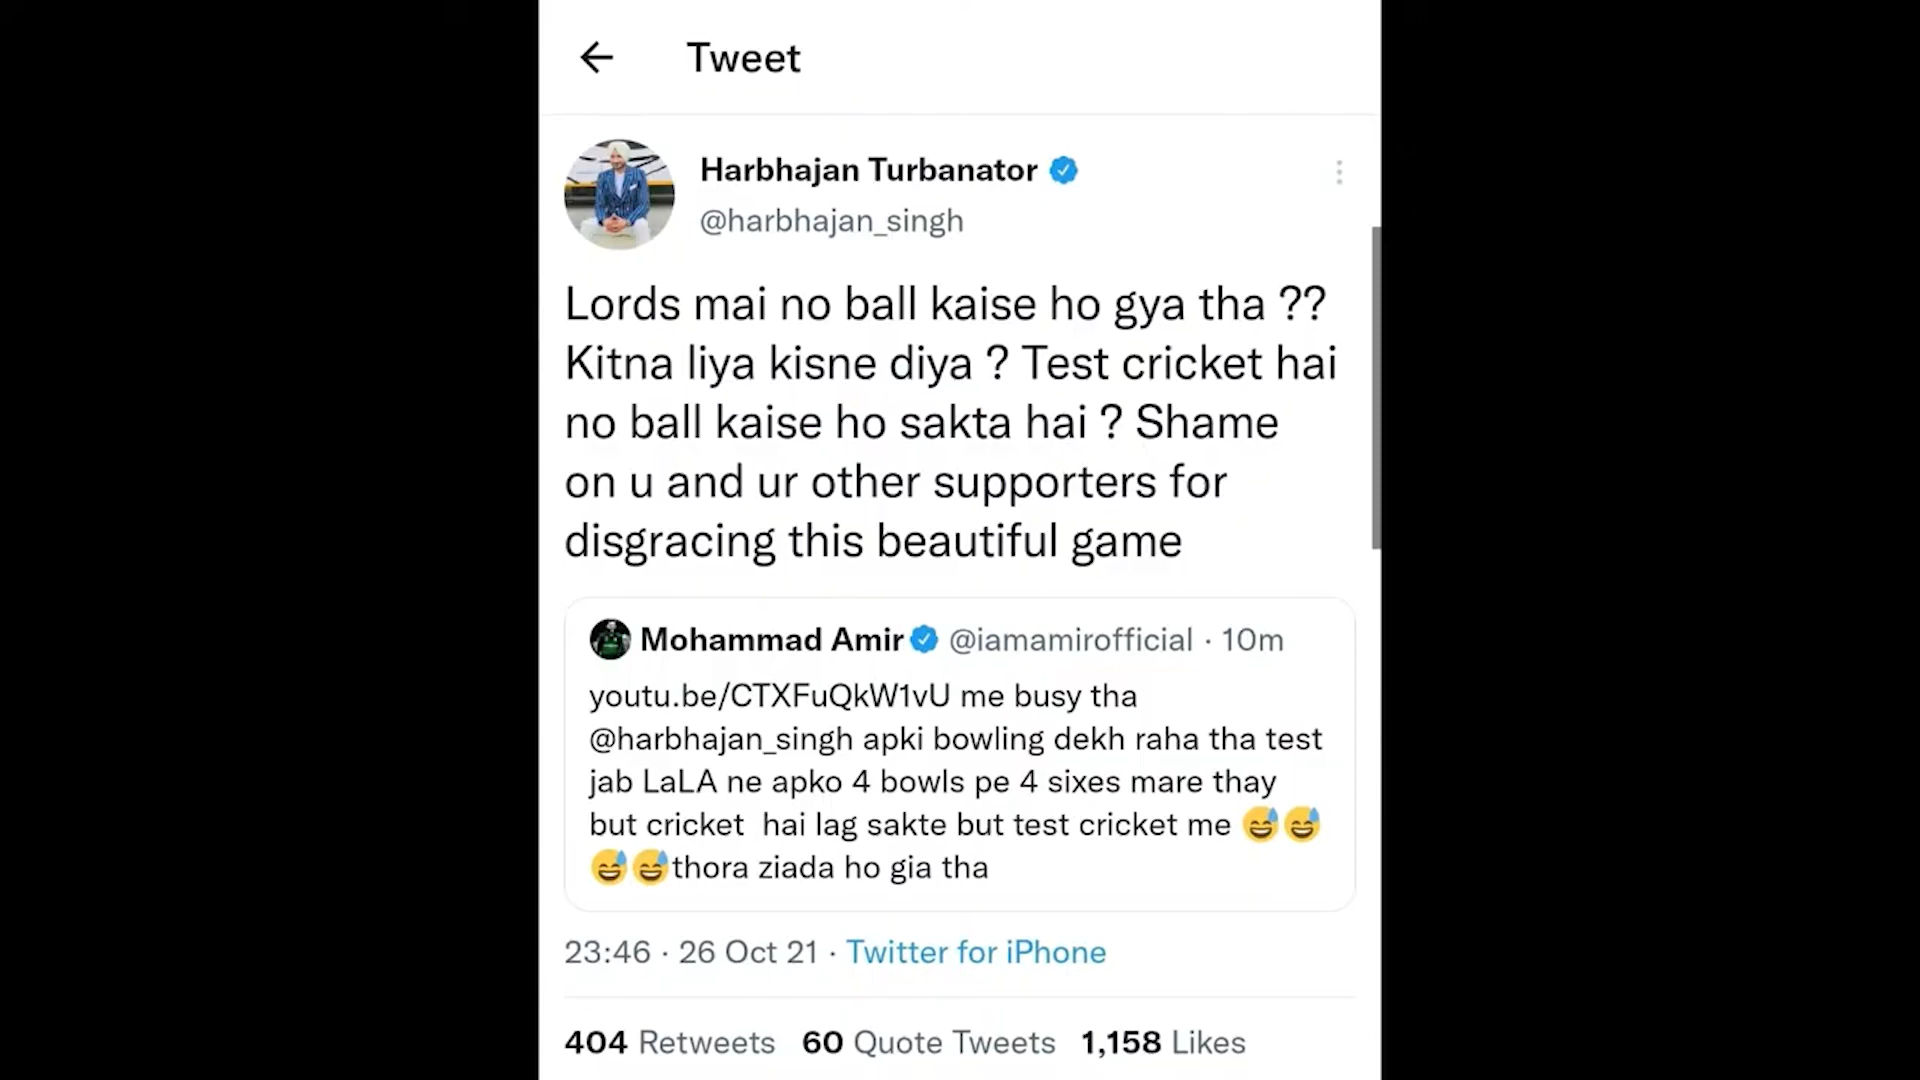 Tweet
Harbhajan Turbanator
@harbhajan_singh
Lords mai no ball kaise ho gya tha ??
Kitna liya kisne diya ? Test cricket hai
no ball kaise ho sakta hai ? Shame
on u and ur other supporters for
disgracing this beautiful game
Mohammad Amir @iamamirofficial · 10m
youtu.be/CTXFuQkW1vU me busy tha
@harbhajan_singh apki bowling dekh raha tha test
jab LaLA ne apko 4 bowls pe 4 sixes mare thay
but cricket  hai lag sakte but test cricket me 😅😅
😅😅thora ziada ho gia tha
23:46 · 26 Oct 21 · Twitter for iPhone
404 Retweets 60 Quote Tweets 1,158 Likes